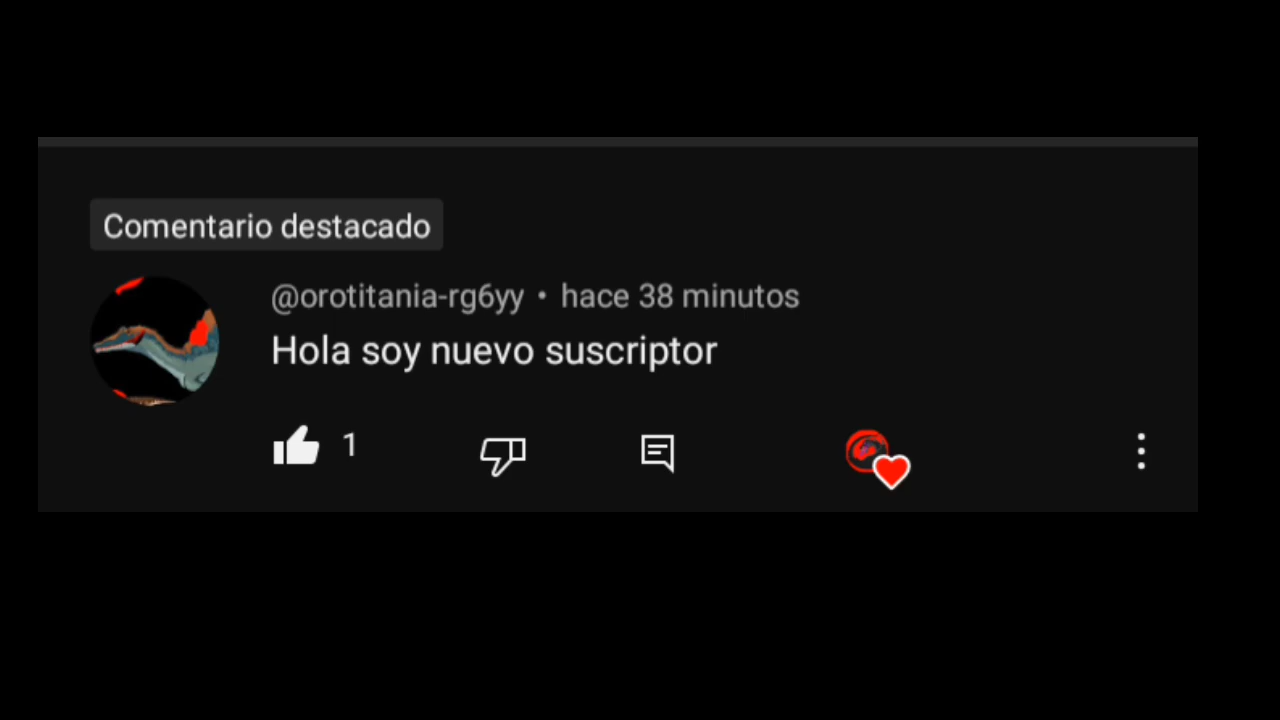 Comentario destacado
@orotitania-rg6yy • hace 38 minutos
Hola soy nuevo suscriptor
1